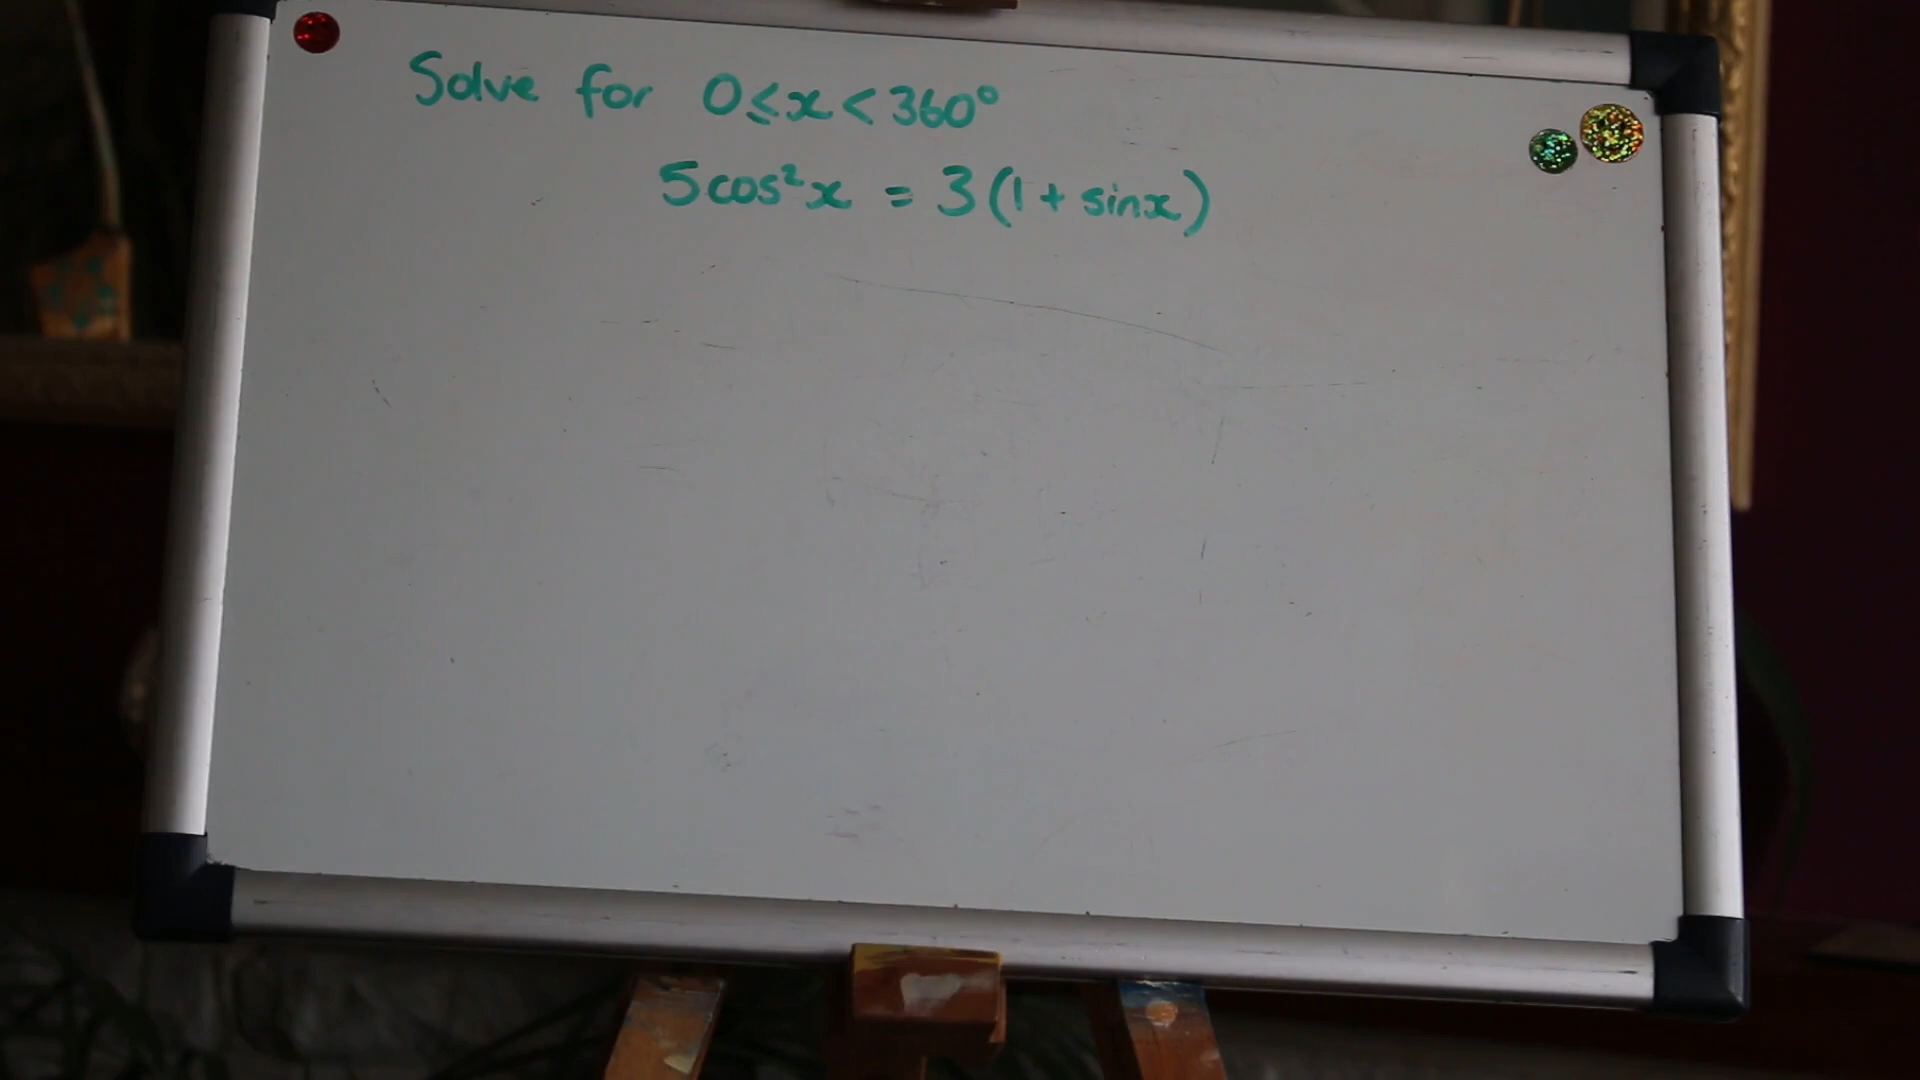 Solve for 0≤x<360°
5cos²x = 3(1+sinx)